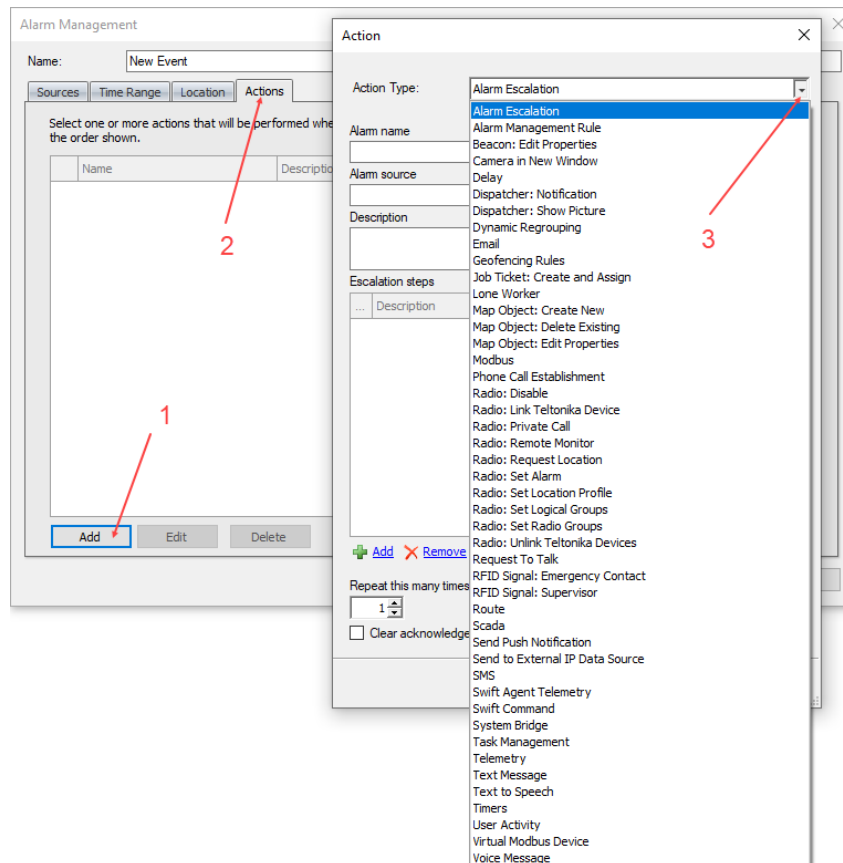 Alarm Management
Name: New Event
Sources Time Range Location Actions
Select one or more actions that will be performed whe
the order shown.
Name Descriptio
2
1
Add Edit Delete
Action
Action Type: Alarm Escalation
Alarm Escalation
Alarm Management Rule
Beacon: Edit Properties
Camera in New Window
Delay
Dispatcher: Notification
Dispatcher: Show Picture
Dynamic Regrouping
Email
Geofencing Rules
Job Ticket: Create and Assign
Lone Worker
Map Object: Create New
Map Object: Delete Existing
Map Object: Edit Properties
Modbus
Phone Call Establishment
Radio: Disable
Radio: Link Teltonika Device
Radio: Private Call
Radio: Remote Monitor
Radio: Request Location
Radio: Set Alarm
Radio: Set Location Profile
Radio: Set Logical Groups
Radio: Set Radio Groups
Radio: Unlink Teltonika Devices
Request To Talk
RFID Signal: Emergency Contact
RFID Signal: Supervisor
Route
Scada
Send Push Notification
Send to External IP Data Source
SMS
Swift Agent Telemetry
Swift Command
System Bridge
Task Management
Telemetry
Text Message
Text to Speech
Timers
User Activity
Virtual Modbus Device
Voice Message
3
Alarm name
Alarm source
Description
Escalation steps
... Description
Add Remove
Repeat this many times
1
Clear acknowledge